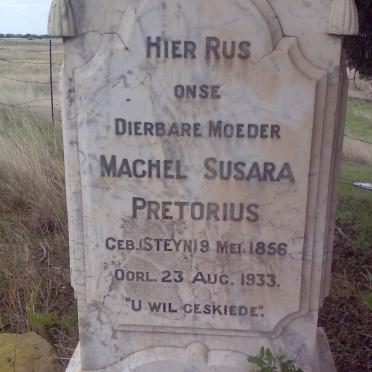 HIER RUS
ONSE
DIERBARE MOEDER
MACHEL SUSARA
PRETORIUS
GEB.(STEYN) 9 MEI. 1856
OORL. 23 AUG. 1933.
"U WIL GESKIEDE".